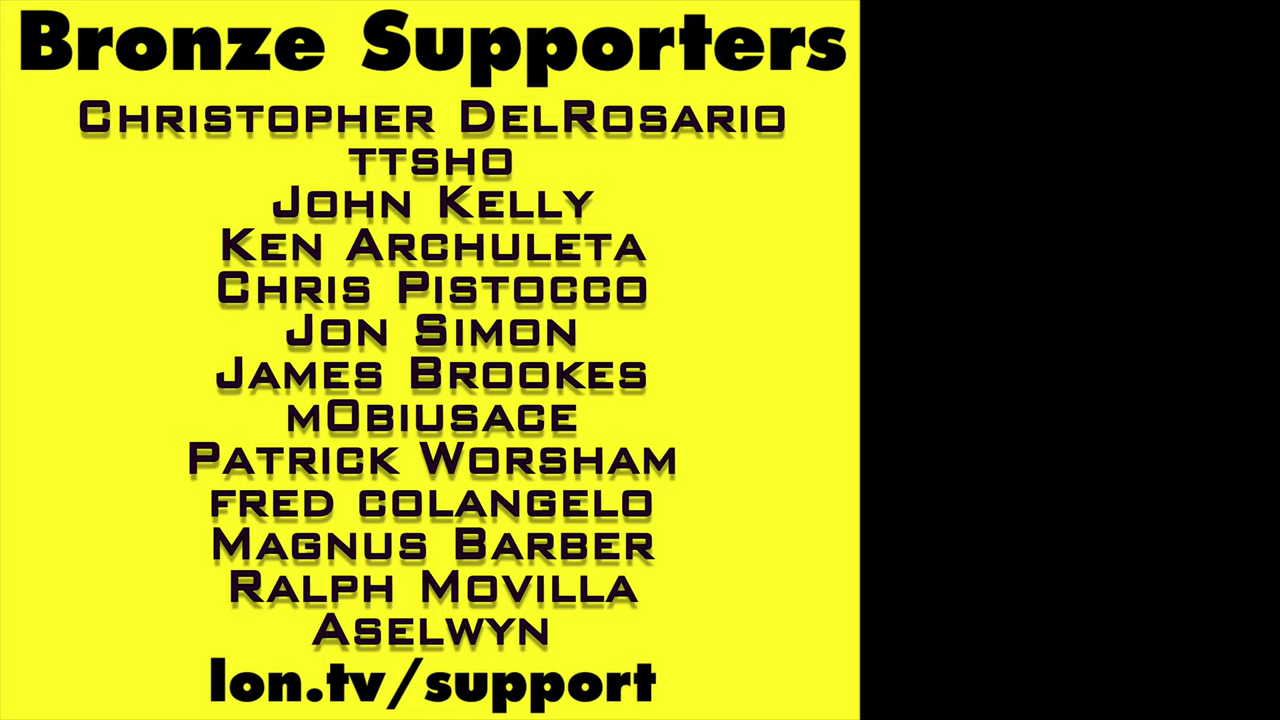 Bronze Supporters
Christopher DelRosario
ttsho
John Kelly
Ken Archuleta
Chris Pistocco
Jon Simon
James Brookes
m0biusace
Patrick Worsham
fred colangelo
Magnus Barber
Ralph Movilla
Aselwyn
lon.tv/support